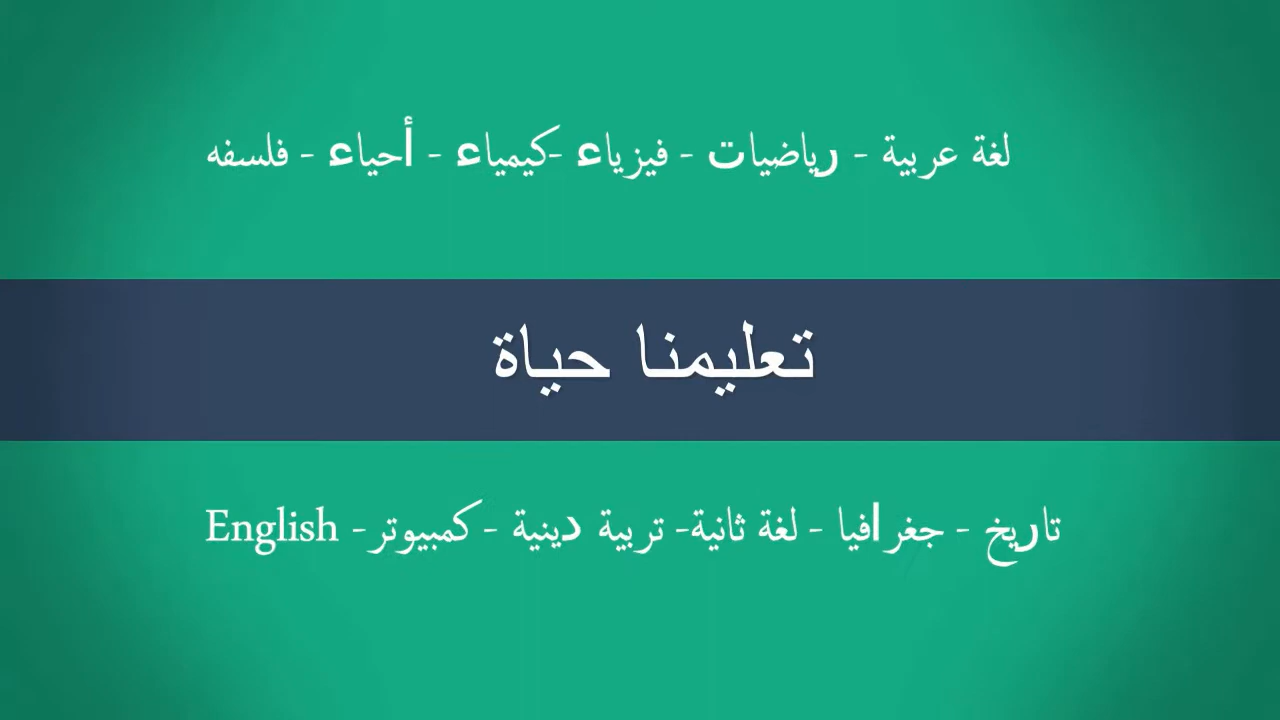 لغة عربية - رياضيات - فيزياء -كيمياء - أحياء - فلسفه
تعليمنا حياة
تاريخ - جغرافيا - لغة ثانية- تربية دينية - كمبيوتر- English